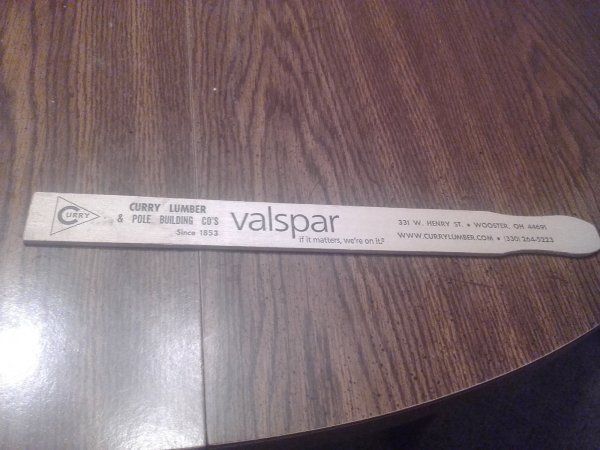 CURRY
CURRY LUMBER
& POLE BUILDING CO'S
Since 1853
valspar
if it matters, we're on it.®
331 W. HENRY ST. • WOOSTER, OH 44691
WWW.CURRYLUMBER.COM • (330) 264-5223